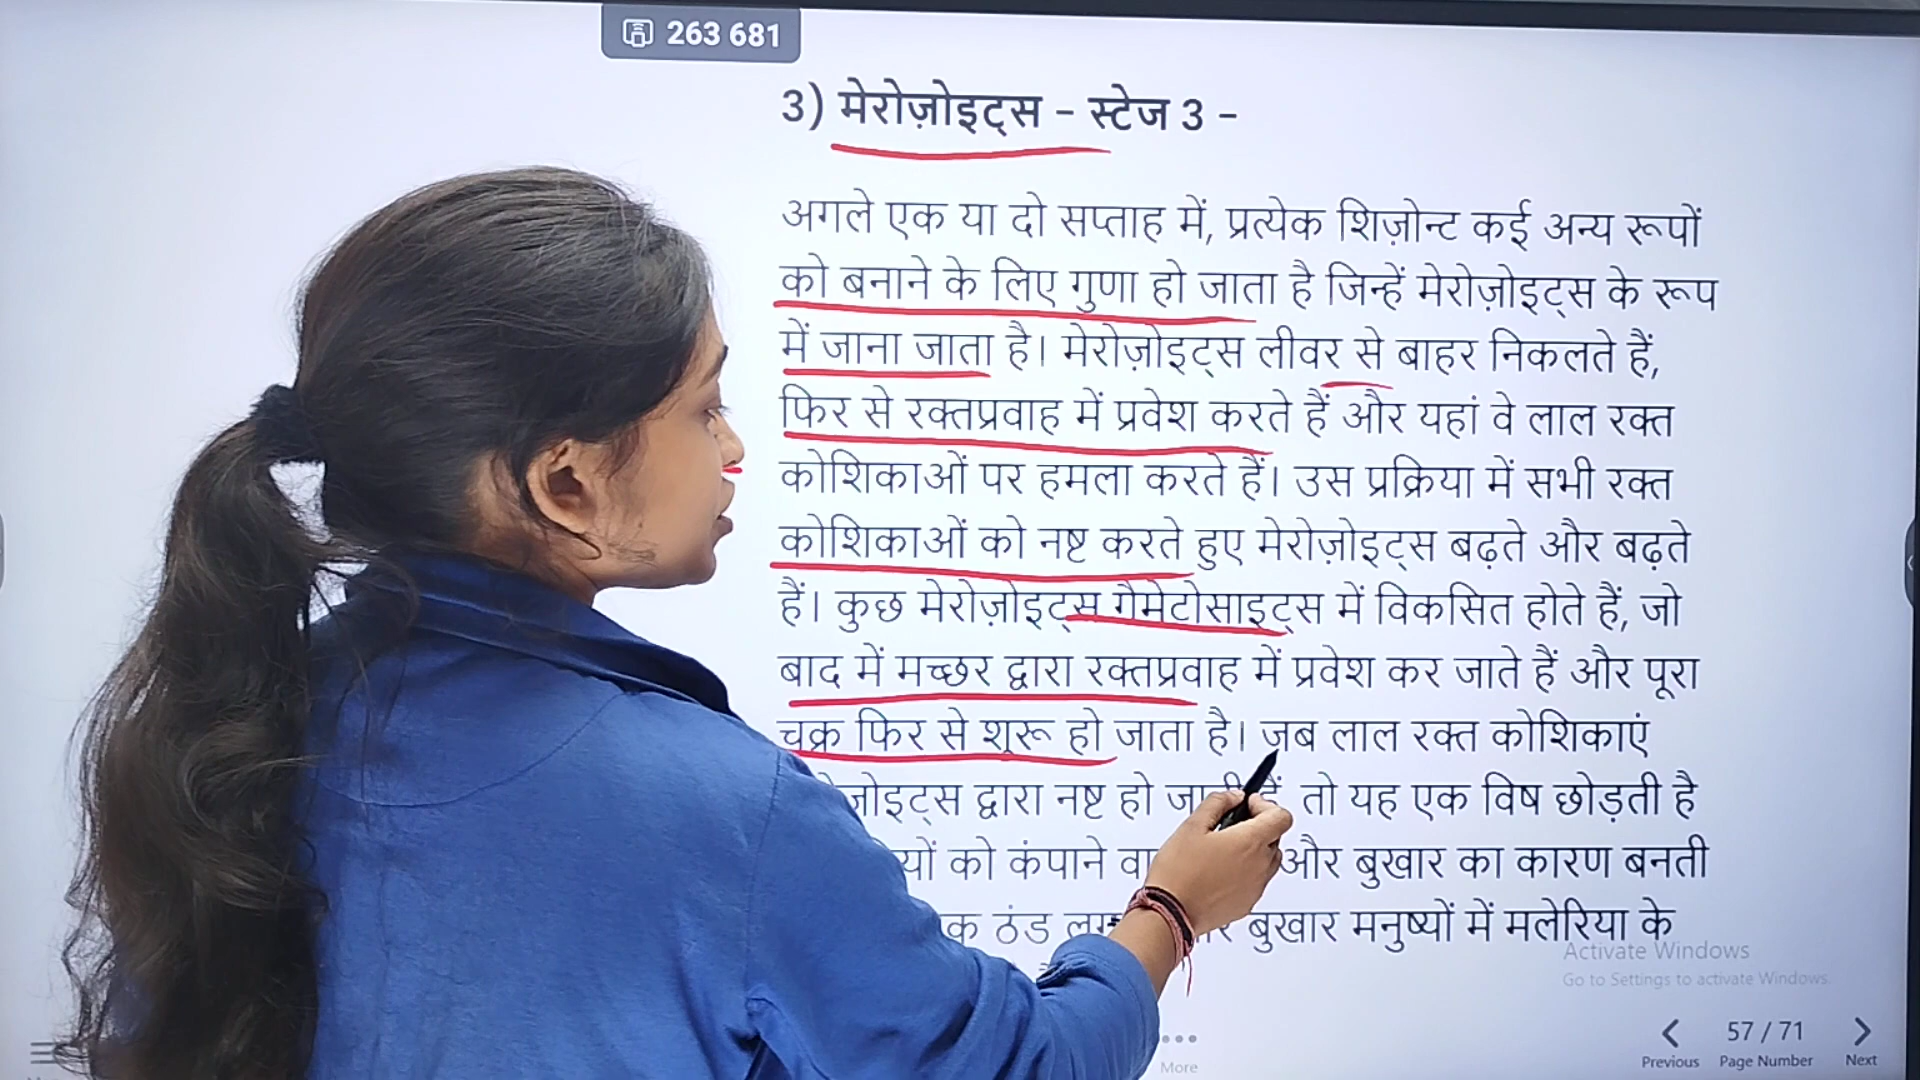 263 681
3) मेरोज़ोइट्स - स्टेज 3 -
अगले एक या दो सप्ताह में, प्रत्येक शिज़ोन्ट कई अन्य रूपों
को बनाने के लिए गुणा हो जाता है जिन्हें मेरोज़ोइट्स के रूप
में जाना जाता है। मेरोज़ोइट्स लीवर से बाहर निकलते हैं,
फिर से रक्तप्रवाह में प्रवेश करते हैं और यहां वे लाल रक्त
कोशिकाओं पर हमला करते हैं। उस प्रक्रिया में सभी रक्त
कोशिकाओं को नष्ट करते हुए मेरोज़ोइट्स बढ़ते और बढ़ते
हैं। कुछ मेरोज़ोइट्स गैमेटोसाइट्स में विकसित होते हैं, जो
बाद में मच्छर द्वारा रक्तप्रवाह में प्रवेश कर जाते हैं और पूरा
चक्र फिर से शुरू हो जाता है। जब लाल रक्त कोशिकाएं
द्वारा नष्ट हो तो यह एक विष छोड़ती है
को कंपाने और बुखार का कारण बनती
ठंड बुखार मनुष्यों में मलेरिया के
Activate Windows
Go to Settings to activate Windows.
57 / 71
More
Previous Page Number Next